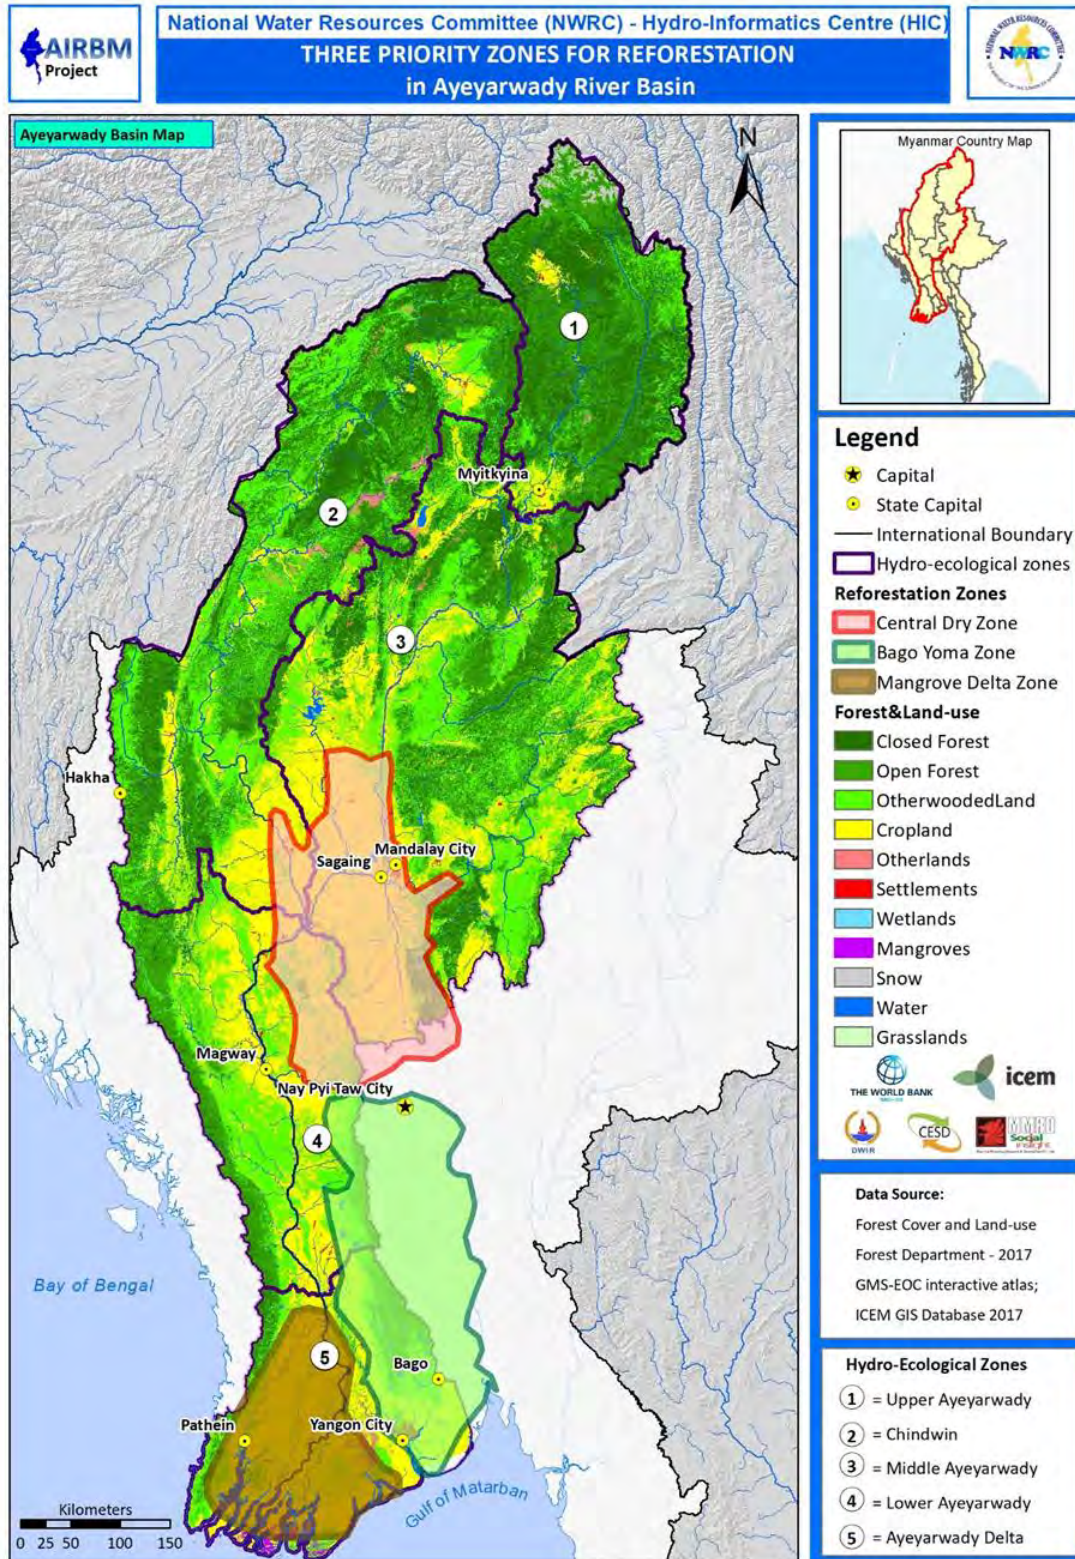 AIRBM
Project
National Water Resources Committee (NWRC) - Hydro-Informatics Centre (HIC)
THREE PRIORITY ZONES FOR REFORESTATION
in Ayeyarwady River Basin
NATIONAL WATER RESOURCES COMMITTEE
NWRC
Ayeyarwady Basin Map
N
1
Myitkyina
2
3
Hakha
Mandalay City
Sagaing
Magway
Nay Pyi Taw City
4
Bay of Bengal
5
Bago
Pathein
Yangon City
Gulf of Matarban
Kilometers
0 25 50 100 150
Myanmar Country Map
Legend
Capital
State Capital
International Boundary
Hydro-ecological zones
Reforestation Zones
Central Dry Zone
Bago Yoma Zone
Mangrove Delta Zone
Forest&Land-use
Closed Forest
Open Forest
OtherwoodedLand
Cropland
Otherlands
Settlements
Wetlands
Mangroves
Snow
Water
Grasslands
THE WORLD BANK
icem
DWIR
CESD
MMRD
Social
insight
Data Source:
Forest Cover and Land-use
Forest Department - 2017
GMS-EOC interactive atlas;
ICEM GIS Database 2017
Hydro-Ecological Zones
1 = Upper Ayeyarwady
2 = Chindwin
3 = Middle Ayeyarwady
4 = Lower Ayeyarwady
5 = Ayeyarwady Delta